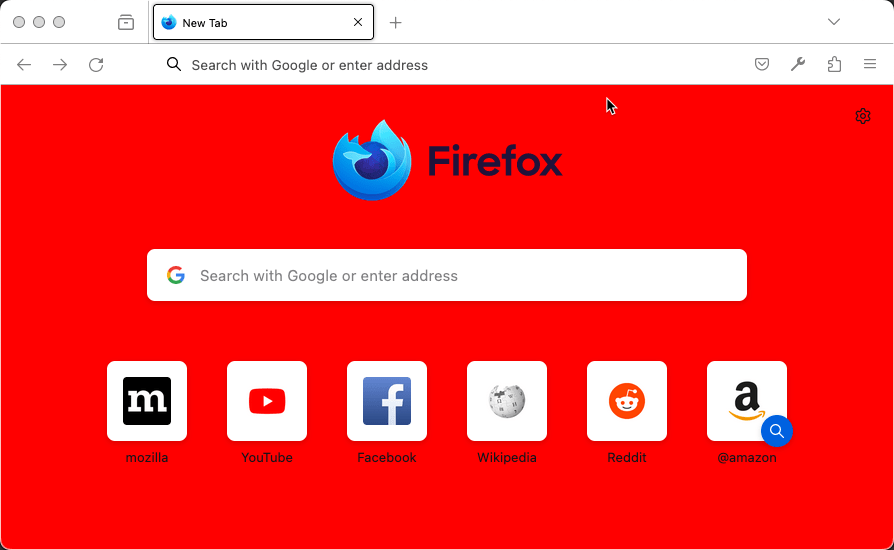 New Tab
Search with Google or enter address
Firefox
Search with Google or enter address
m
f
a
mozilla
YouTube
Facebook
Wikipedia
Reddit
@amazon